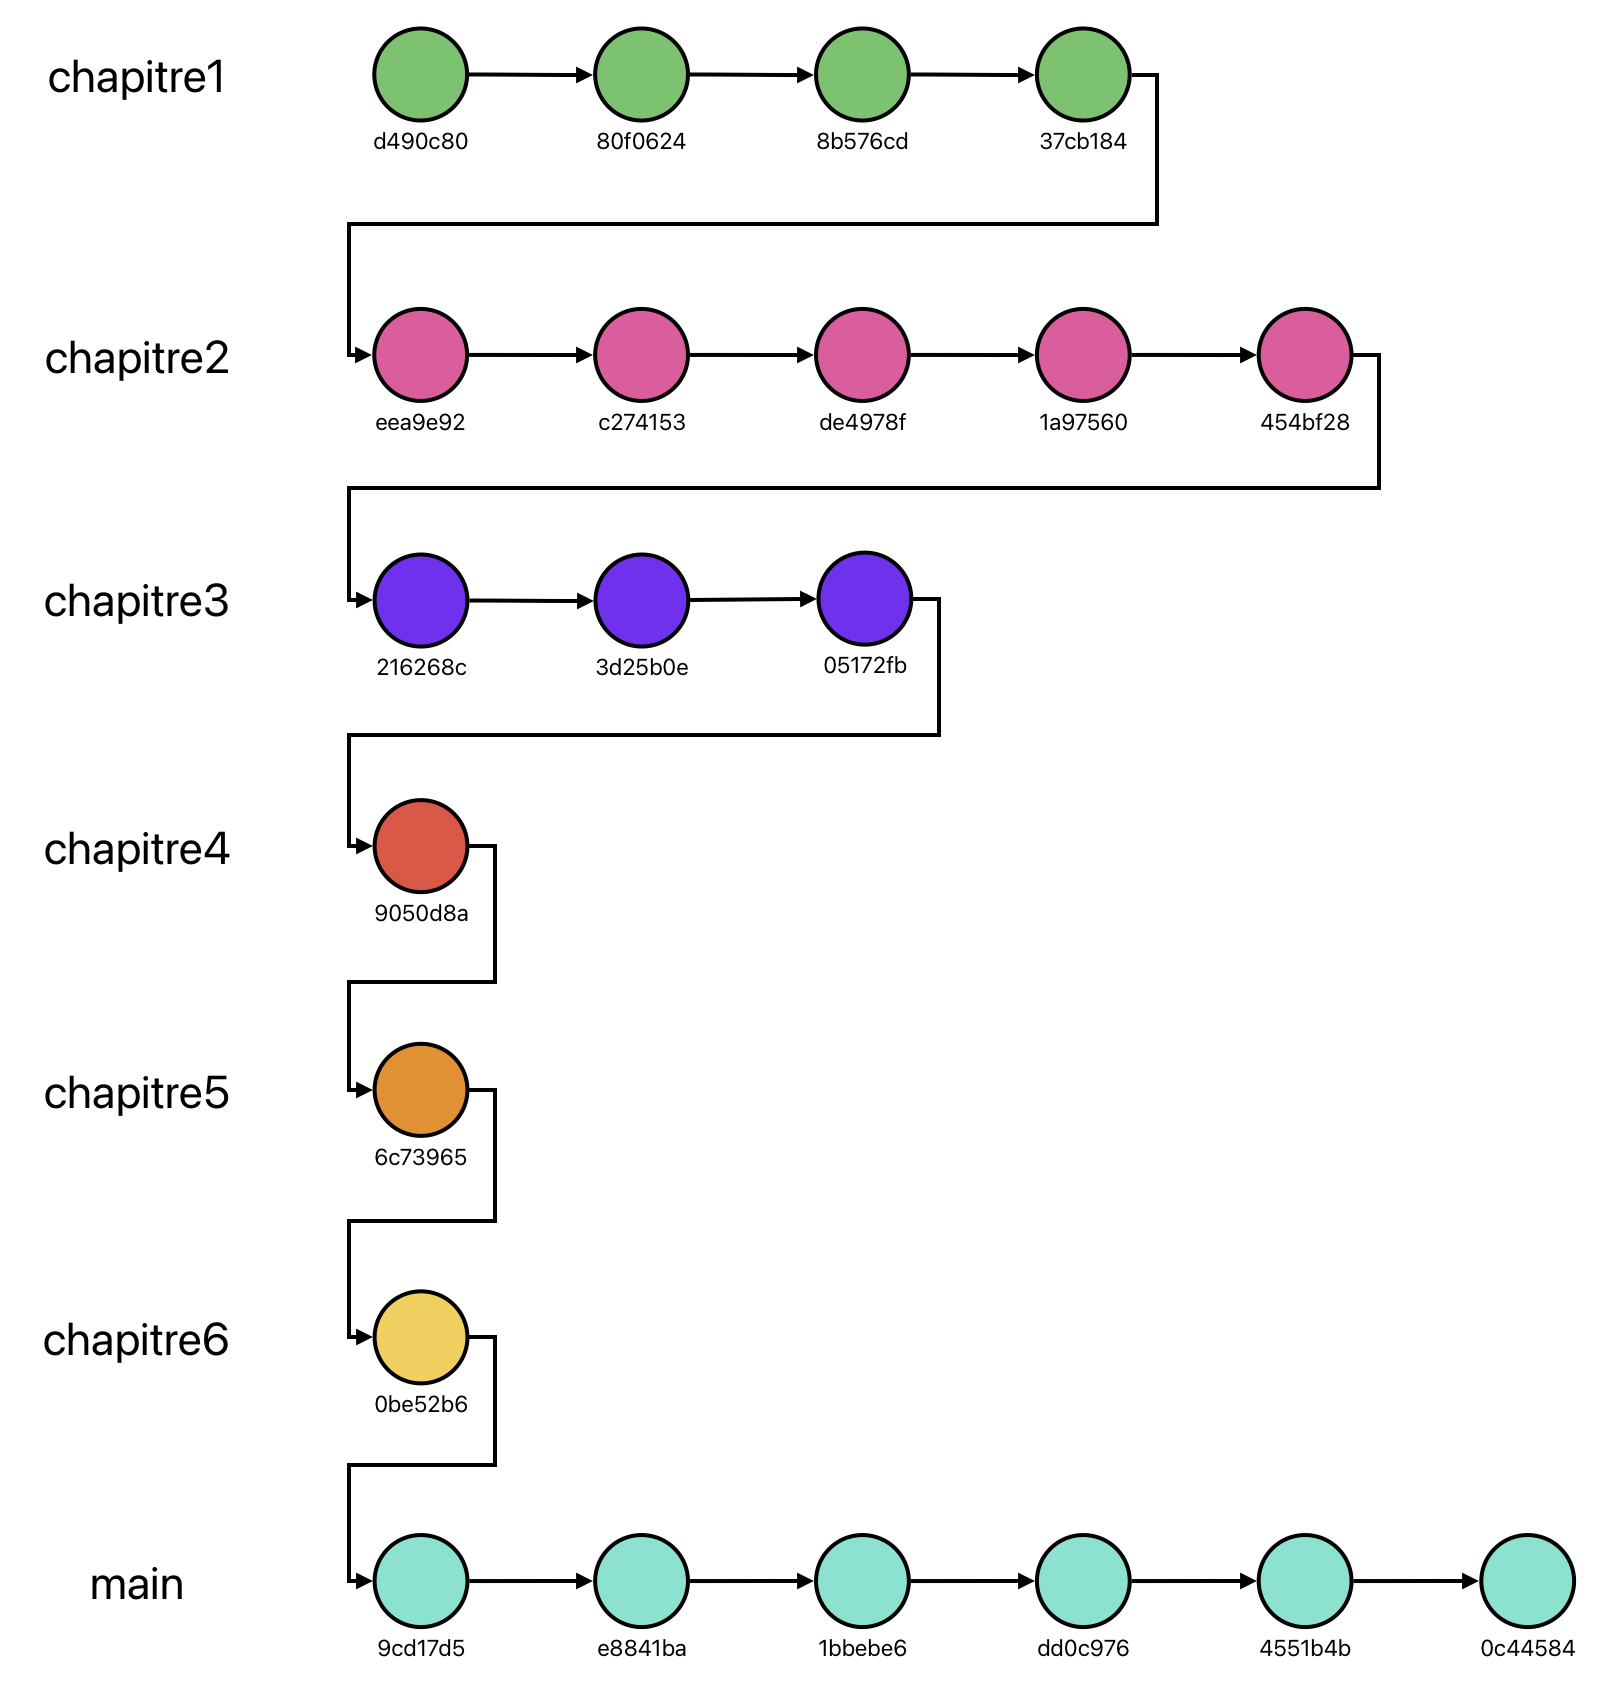 chapitre1
d490c80
80f0624
8b576cd
37cb184
chapitre2
eea9e92
c274153
de4978f
1a97560
454bf28
chapitre3
216268c
3d25b0e
05172fb
chapitre4
9050d8a
chapitre5
6c73965
chapitre6
0be52b6
main
9cd17d5
e8841ba
1bbebe6
dd0c976
4551b4b
0c44584